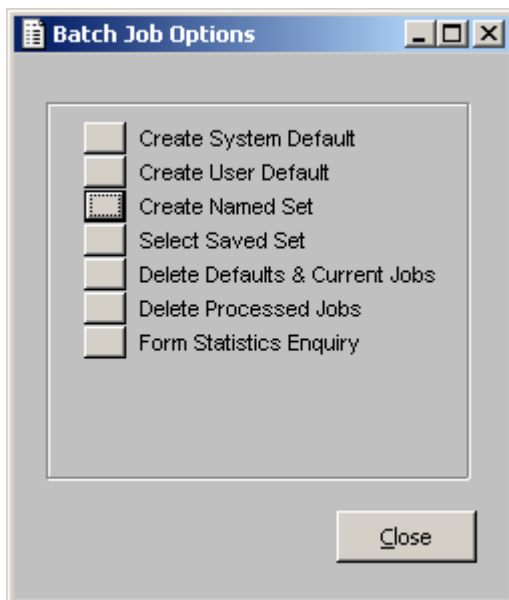 Batch Job Options
Create System Default
Create User Default
Create Named Set
Select Saved Set
Delete Defaults & Current Jobs
Delete Processed Jobs
Form Statistics Enquiry
Close